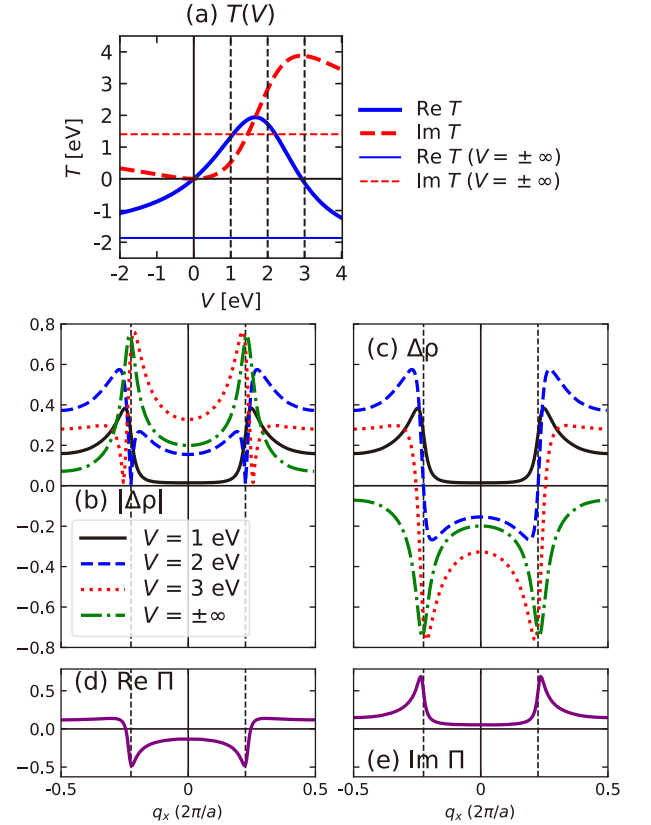 (a) T(V)
4
3
2
1
0
-1
-2
T [eV]
-2 -1 0 1 2 3 4
V [eV]
Re T
Im T
Re T (V = ± ∞)
Im T (V = ± ∞)
0.8
0.6
0.4
0.2
0.0
−0.2
−0.4
−0.6
−0.8
(b) |Δρ|
V = 1 eV
V = 2 eV
V = 3 eV
V = ±∞
(c) Δρ
(d) Re Π
0.5
0.0
−0.5
-0.5 0.0 0.5
qx (2π/a)
(e) Im Π
-0.5 0.0 0.5
qx (2π/a)